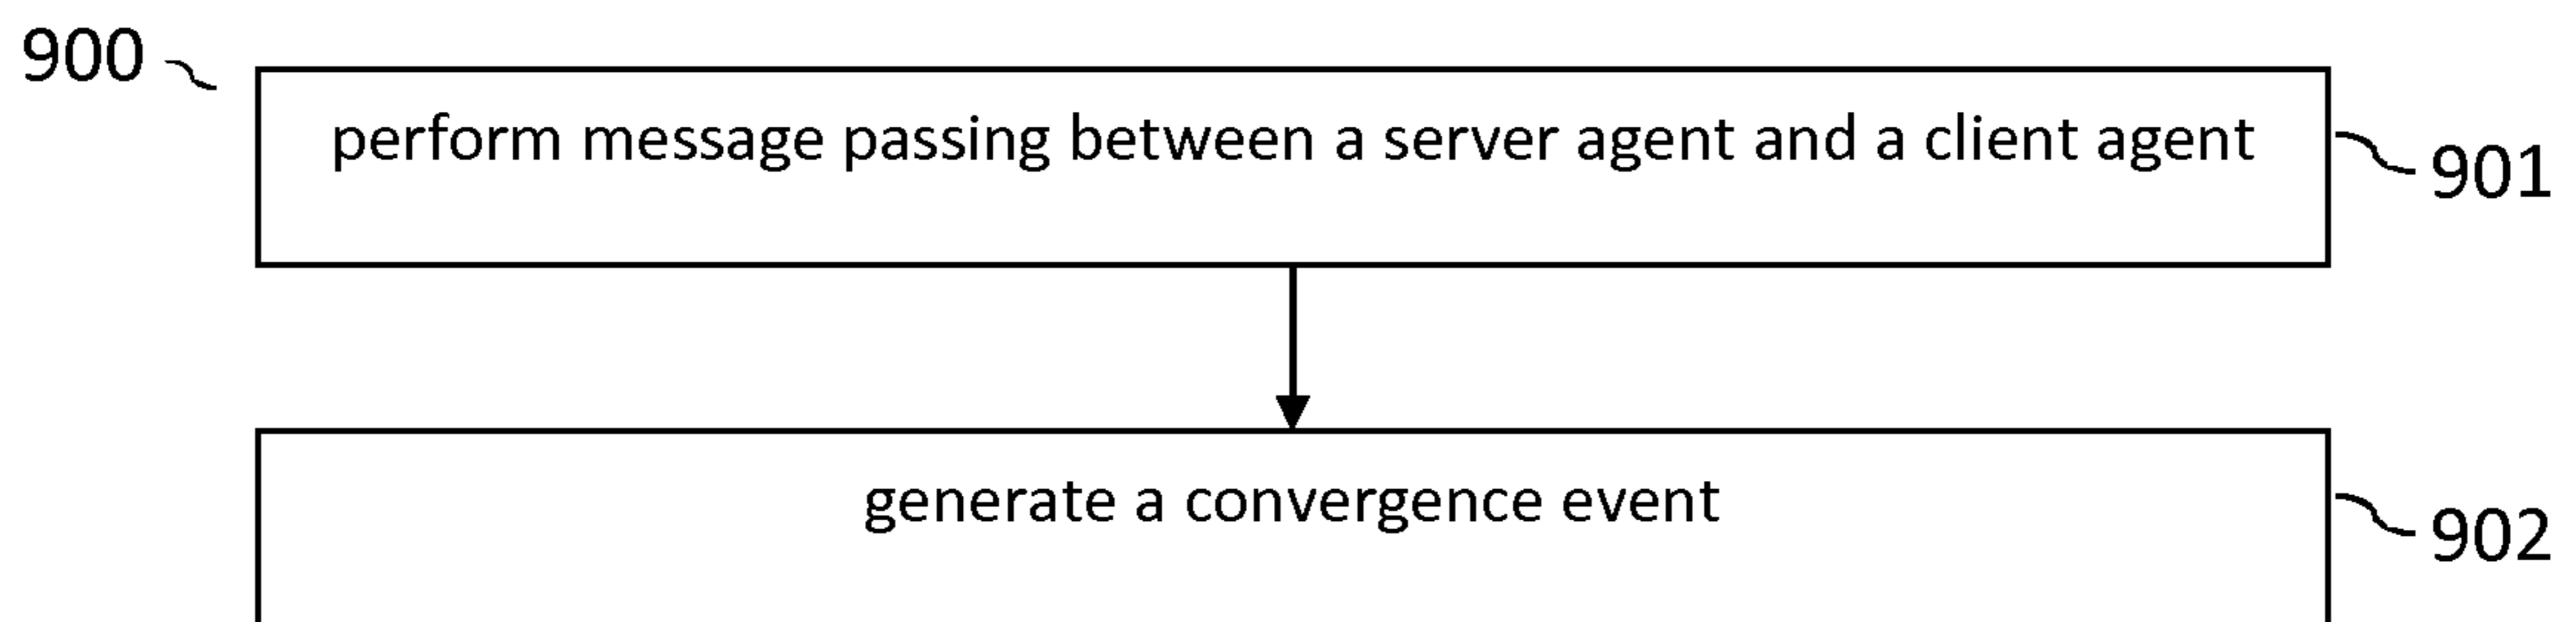 900
perform message passing between a server agent and a client agent
901
generate a convergence event
902